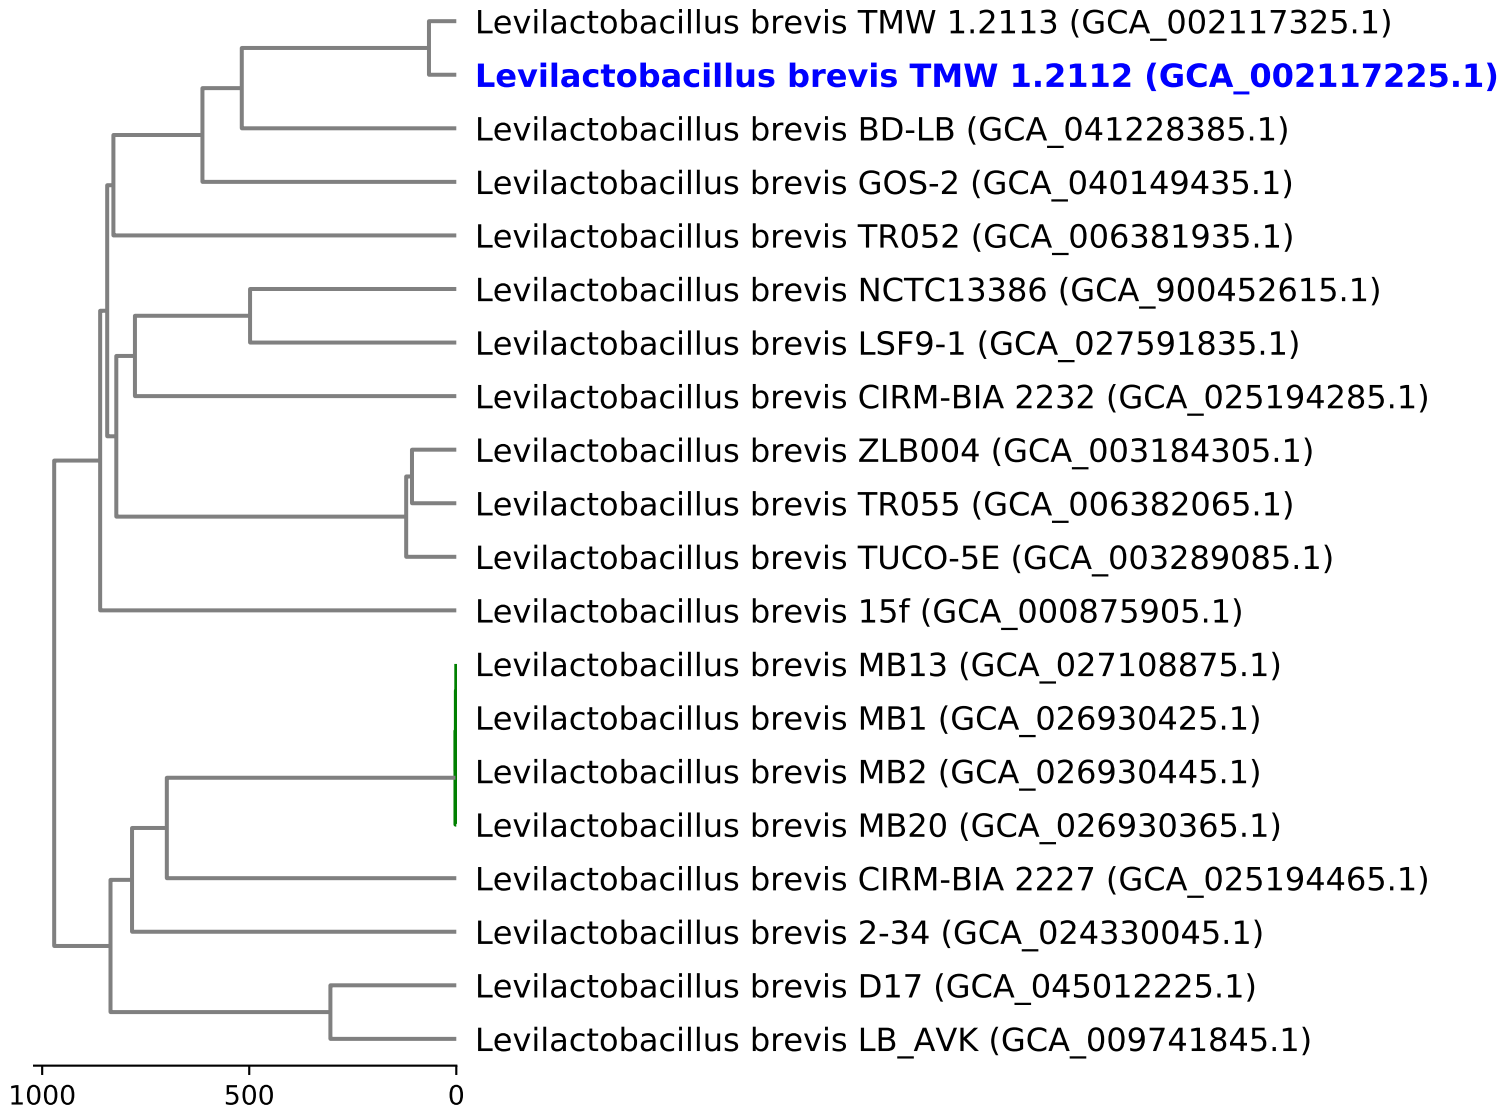 Levilactobacillus brevis TMW 1.2113 (GCA_002117325.1)
Levilactobacillus brevis TMW 1.2112 (GCA_002117225.1)
Levilactobacillus brevis BD-LB (GCA_041228385.1)
Levilactobacillus brevis GOS-2 (GCA_040149435.1)
Levilactobacillus brevis TR052 (GCA_006381935.1)
Levilactobacillus brevis NCTC13386 (GCA_900452615.1)
Levilactobacillus brevis LSF9-1 (GCA_027591835.1)
Levilactobacillus brevis CIRM-BIA 2232 (GCA_025194285.1)
Levilactobacillus brevis ZLB004 (GCA_003184305.1)
Levilactobacillus brevis TR055 (GCA_006382065.1)
Levilactobacillus brevis TUCO-5E (GCA_003289085.1)
Levilactobacillus brevis 15f (GCA_000875905.1)
Levilactobacillus brevis MB13 (GCA_027108875.1)
Levilactobacillus brevis MB1 (GCA_026930425.1)
Levilactobacillus brevis MB2 (GCA_026930445.1)
Levilactobacillus brevis MB20 (GCA_026930365.1)
Levilactobacillus brevis CIRM-BIA 2227 (GCA_025194465.1)
Levilactobacillus brevis 2-34 (GCA_024330045.1)
Levilactobacillus brevis D17 (GCA_045012225.1)
Levilactobacillus brevis LB_AVK (GCA_009741845.1)
1000 500 0